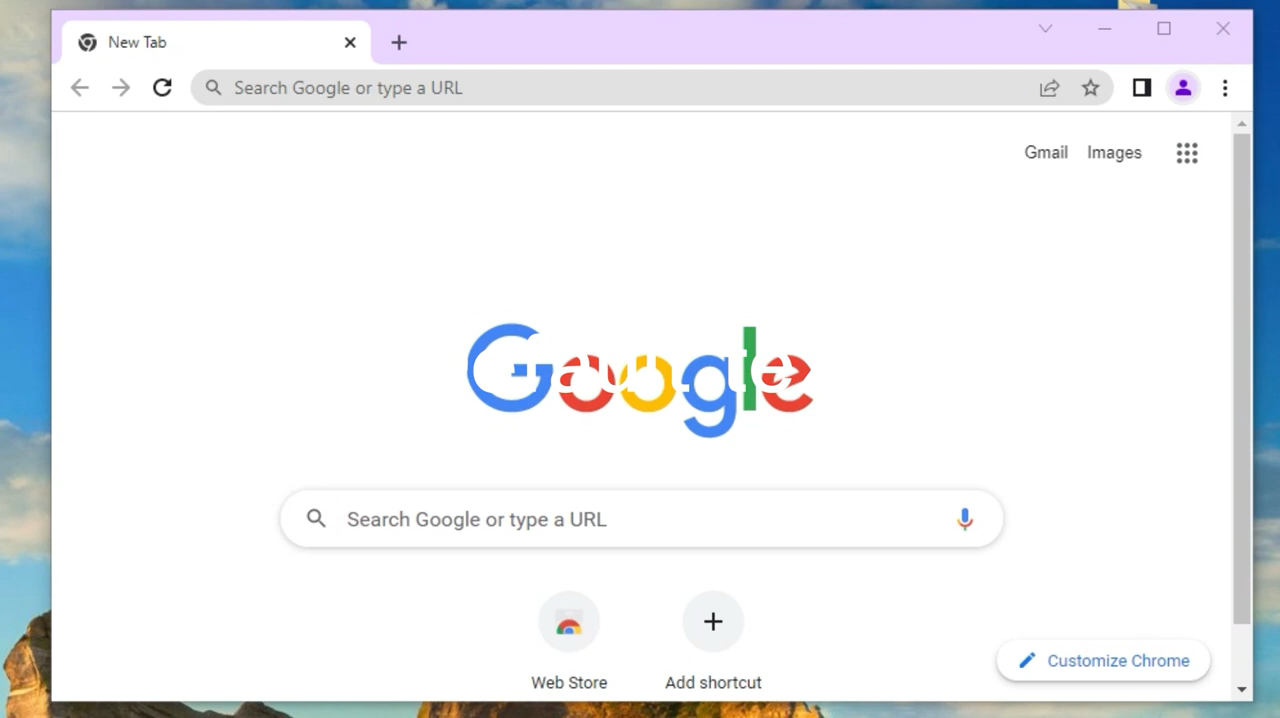 New Tab
Search Google or type a URL
Gmail Images
Google
Search Google or type a URL
Web Store
Add shortcut
Customize Chrome